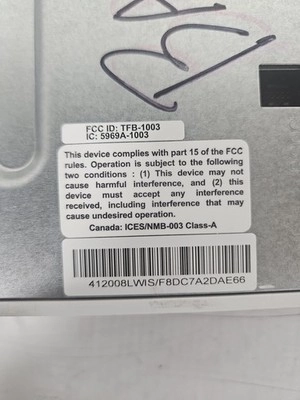 FCC ID: TFB-1003
IC: 5969A-1003
This device complies with part 15 of the FCC
rules. Operation is subject to the following
two conditions : (1) This device may not
cause harmful interference, and (2) this
device must accept any interference
received, including interference that may
cause undesired operation.
Canada: ICES/NMB-003 Class-A
412008LWIS/F8DC7A2DAE66